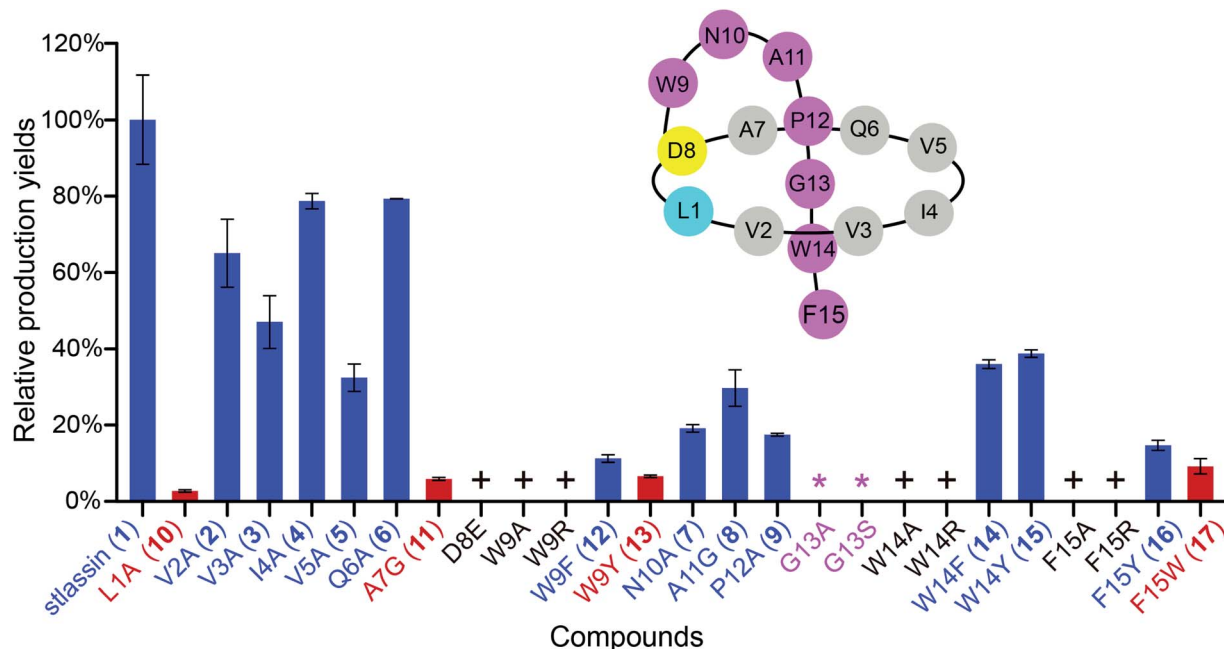 Relative production yields
120%
100%
80%
60%
40%
20%
0%
N10
W9
A11
D8
A7
P12
Q6
V5
G13
L1
V2
W14
V3
I4
F15
+ + + * * + + + +
stlassin (1)
L1A (10)
V2A (2)
V3A (3)
I4A (4)
V5A (5)
Q6A (6)
A7G (11)
D8E
W9A
W9R
W9F (12)
W9Y (13)
N10A (7)
A11G (8)
P12A (9)
G13A
G13S
W14A
W14R
W14F (14)
W14Y (15)
F15A
F15R
F15Y (16)
F15W (17)
Compounds